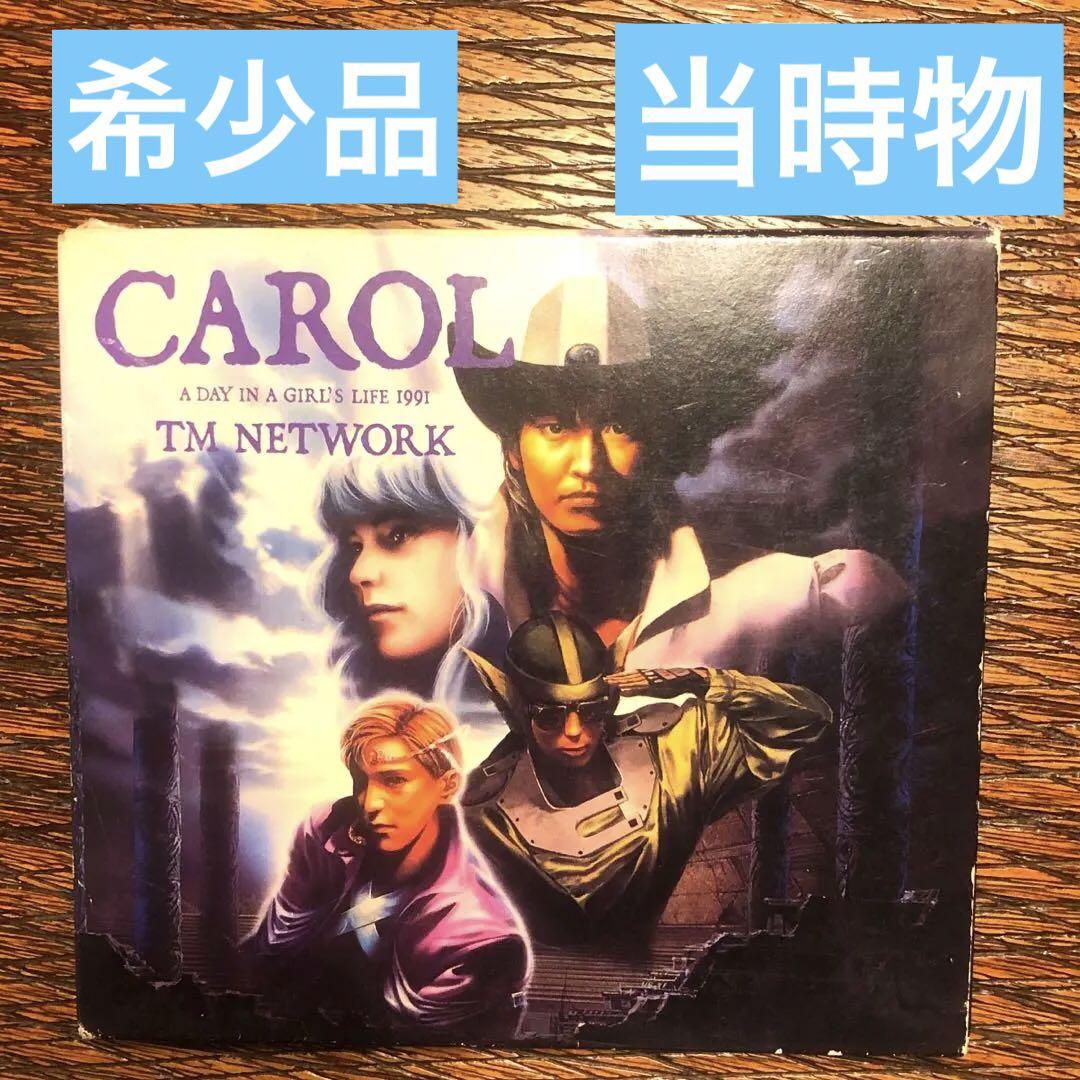 希少品
当時物
CAROL
A DAY IN A GIRL'S LIFE 1991
TM NETWORK